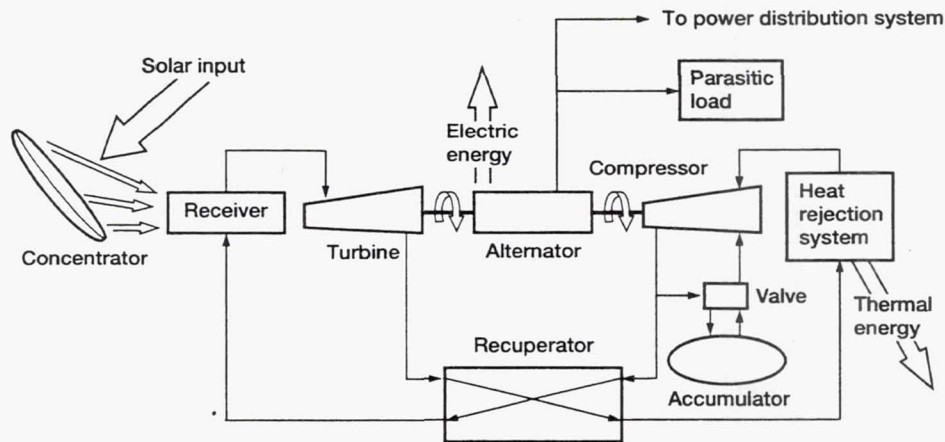 To power distribution system
Solar input
Parasitic
load
Electric
energy
Compressor
Receiver
Heat
rejection
system
Concentrator
Turbine
Alternator
Valve
Thermal
energy
Recuperator
Accumulator